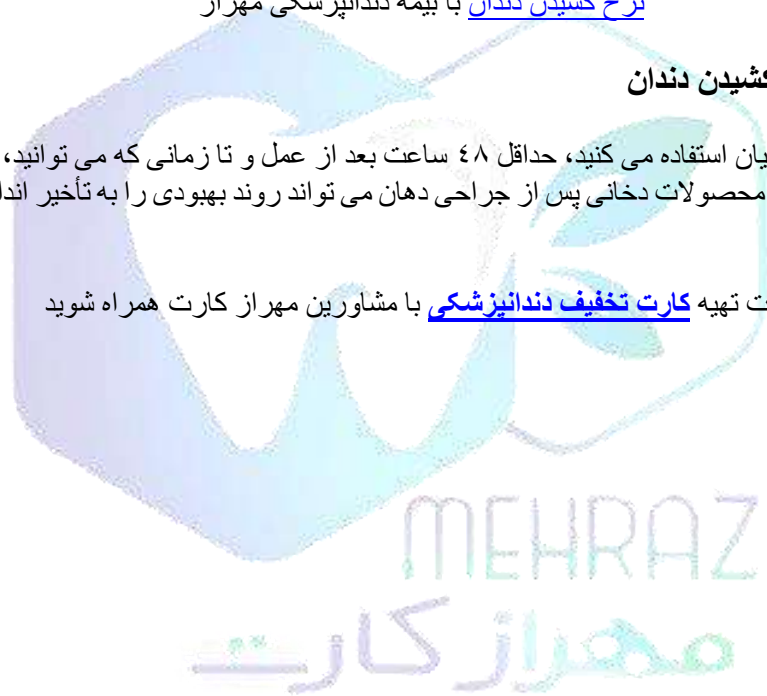 نرخ کشیدن دندان با بیمه دندانپزشکی مهراز
کشیدن دندان
استفاده می کنید، حداقل ٤٨ ساعت بعد از عمل و تا زمانی که می توانید،
محصولات دخانی پس از جراحی دهان می تواند روند بهبودی را به تأخیر
تهیه کارت تخفیف دندانپزشکی با مشاورین مهراز کارت همراه شوید
MEHRAZ
مهراز کارت